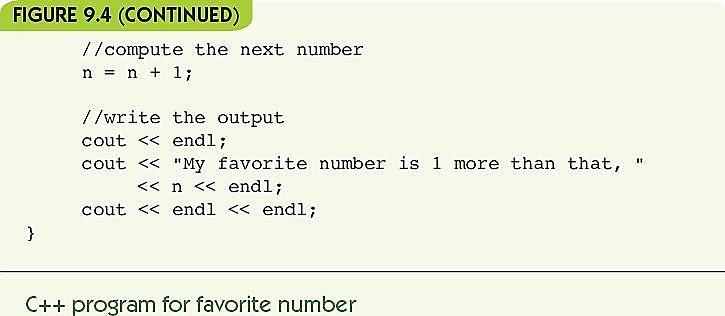 FIGURE 9.4 (CONTINUED)
//compute the next number
n = n + 1;
//write the output
cout << endl;
cout << "My favorite number is 1 more than that, "
<< n << endl;
cout << endl << endl;
}
C++ program for favorite number